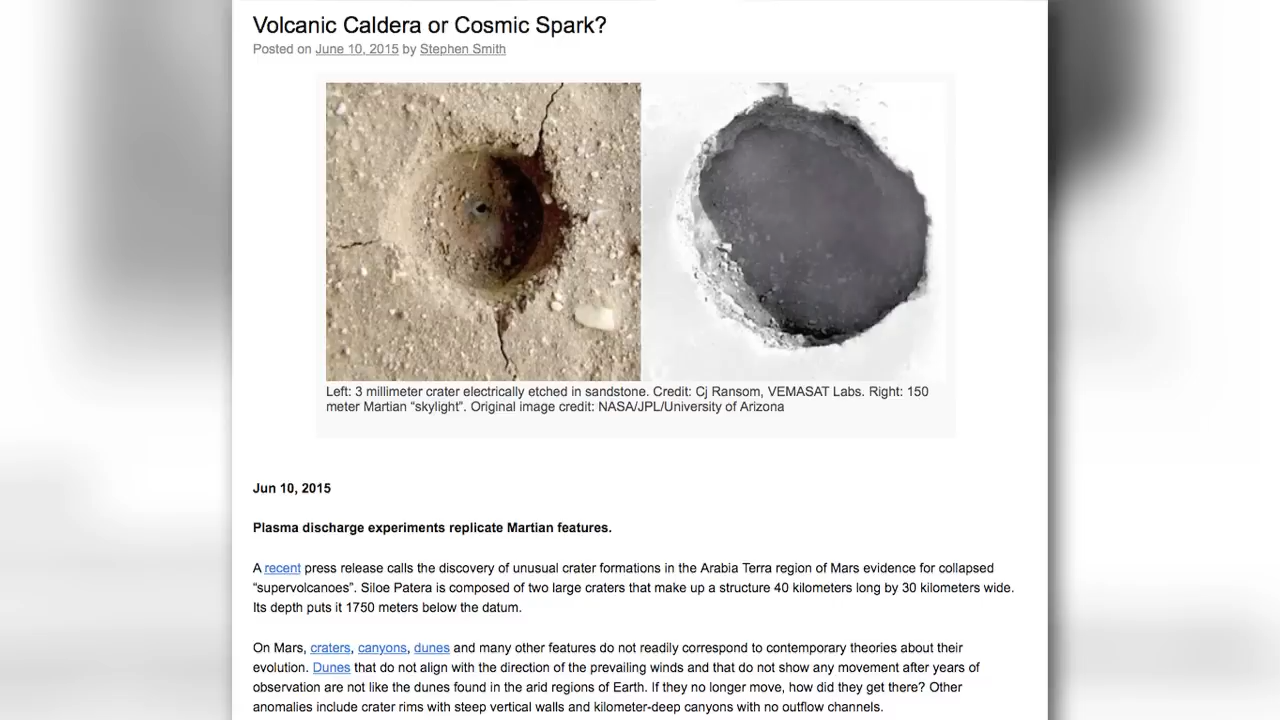 Volcanic Caldera or Cosmic Spark?
Posted on June 10, 2015 by Stephen Smith
Left: 3 millimeter crater electrically etched in sandstone. Credit: Cj Ransom, VEMASAT Labs. Right: 150
meter Martian “skylight”. Original image credit: NASA/JPL/University of Arizona
Jun 10, 2015
Plasma discharge experiments replicate Martian features.
A recent press release calls the discovery of unusual crater formations in the Arabia Terra region of Mars evidence for collapsed
“supervolcanoes”. Siloe Patera is composed of two large craters that make up a structure 40 kilometers long by 30 kilometers wide.
Its depth puts it 1750 meters below the datum.
On Mars, craters, canyons, dunes and many other features do not readily correspond to contemporary theories about their
evolution. Dunes that do not align with the direction of the prevailing winds and that do not show any movement after years of
observation are not like the dunes found in the arid regions of Earth. If they no longer move, how did they get there? Other
anomalies include crater rims with steep vertical walls and kilometer-deep canyons with no outflow channels.